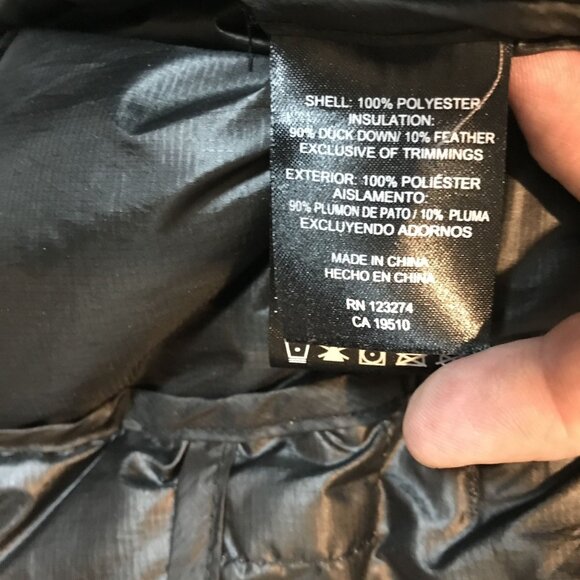 SHELL: 100% POLYESTER
INSULATION:
90% DUCK DOWN/ 10% FEATHER
EXCLUSIVE OF TRIMMINGS
EXTERIOR: 100% POLIÉSTER
AISLAMIENTO:
90% PLUMON DE PATO / 10% PLUMA
EXCLUYENDO ADORNOS
MADE IN CHINA
HECHO EN CHINA
RN 123274
CA 19510